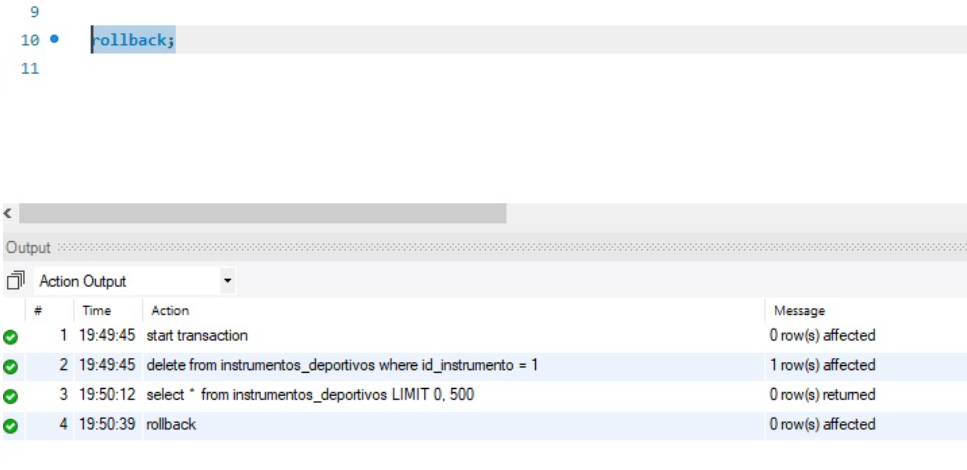 9
10 rollback;
11
Output
Action Output
# Time Action Message
1 19:49:45 start transaction 0 row(s) affected
2 19:49:45 delete from instrumentos_deportivos where id_instrumento = 1 1 row(s) affected
3 19:50:12 select * from instrumentos_deportivos LIMIT 0, 500 0 row(s) returned
4 19:50:39 rollback 0 row(s) affected